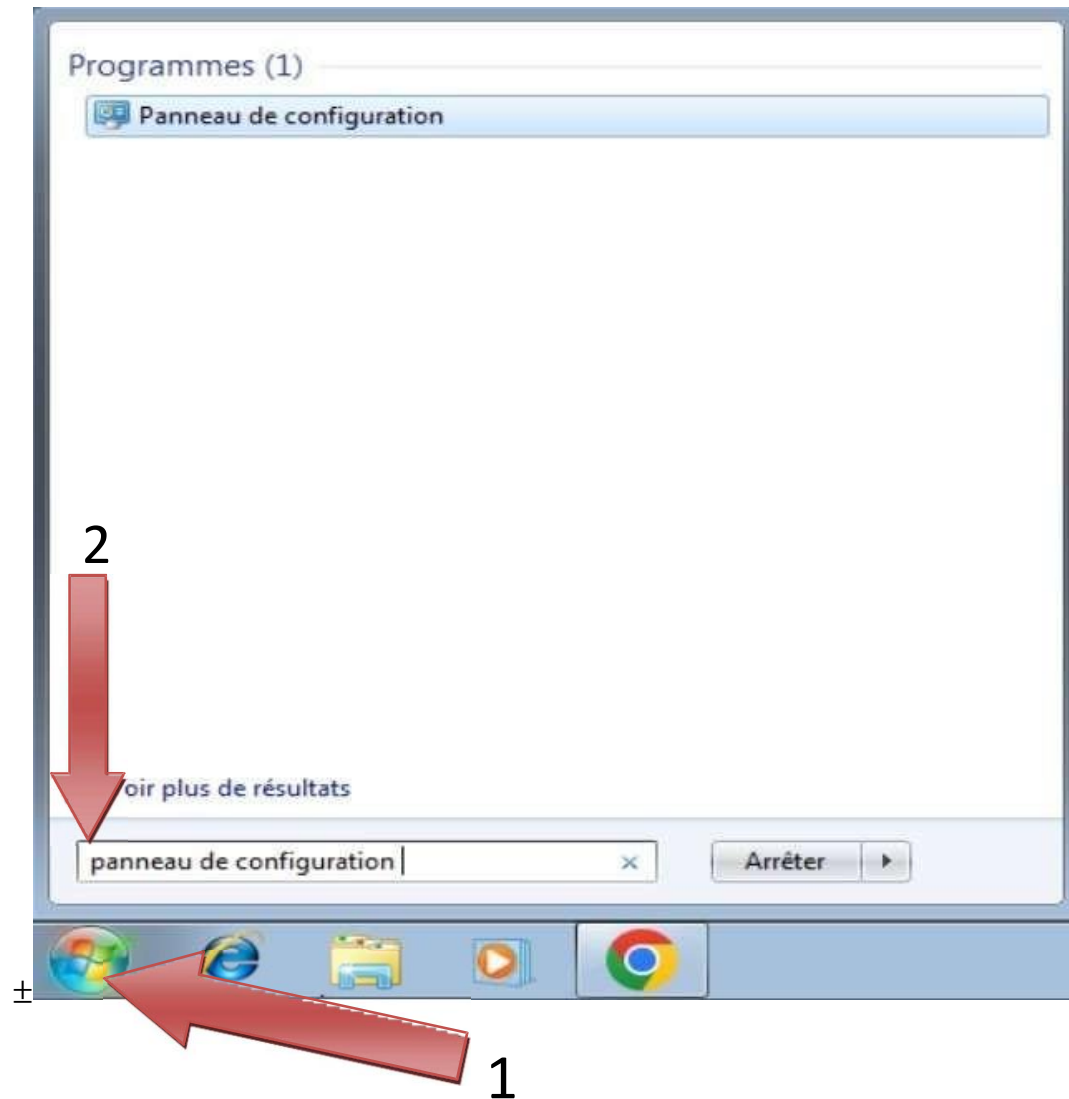 Programmes (1)
Panneau de configuration
2
oir plus de résultats
panneau de configuration
Arrêter
±
1